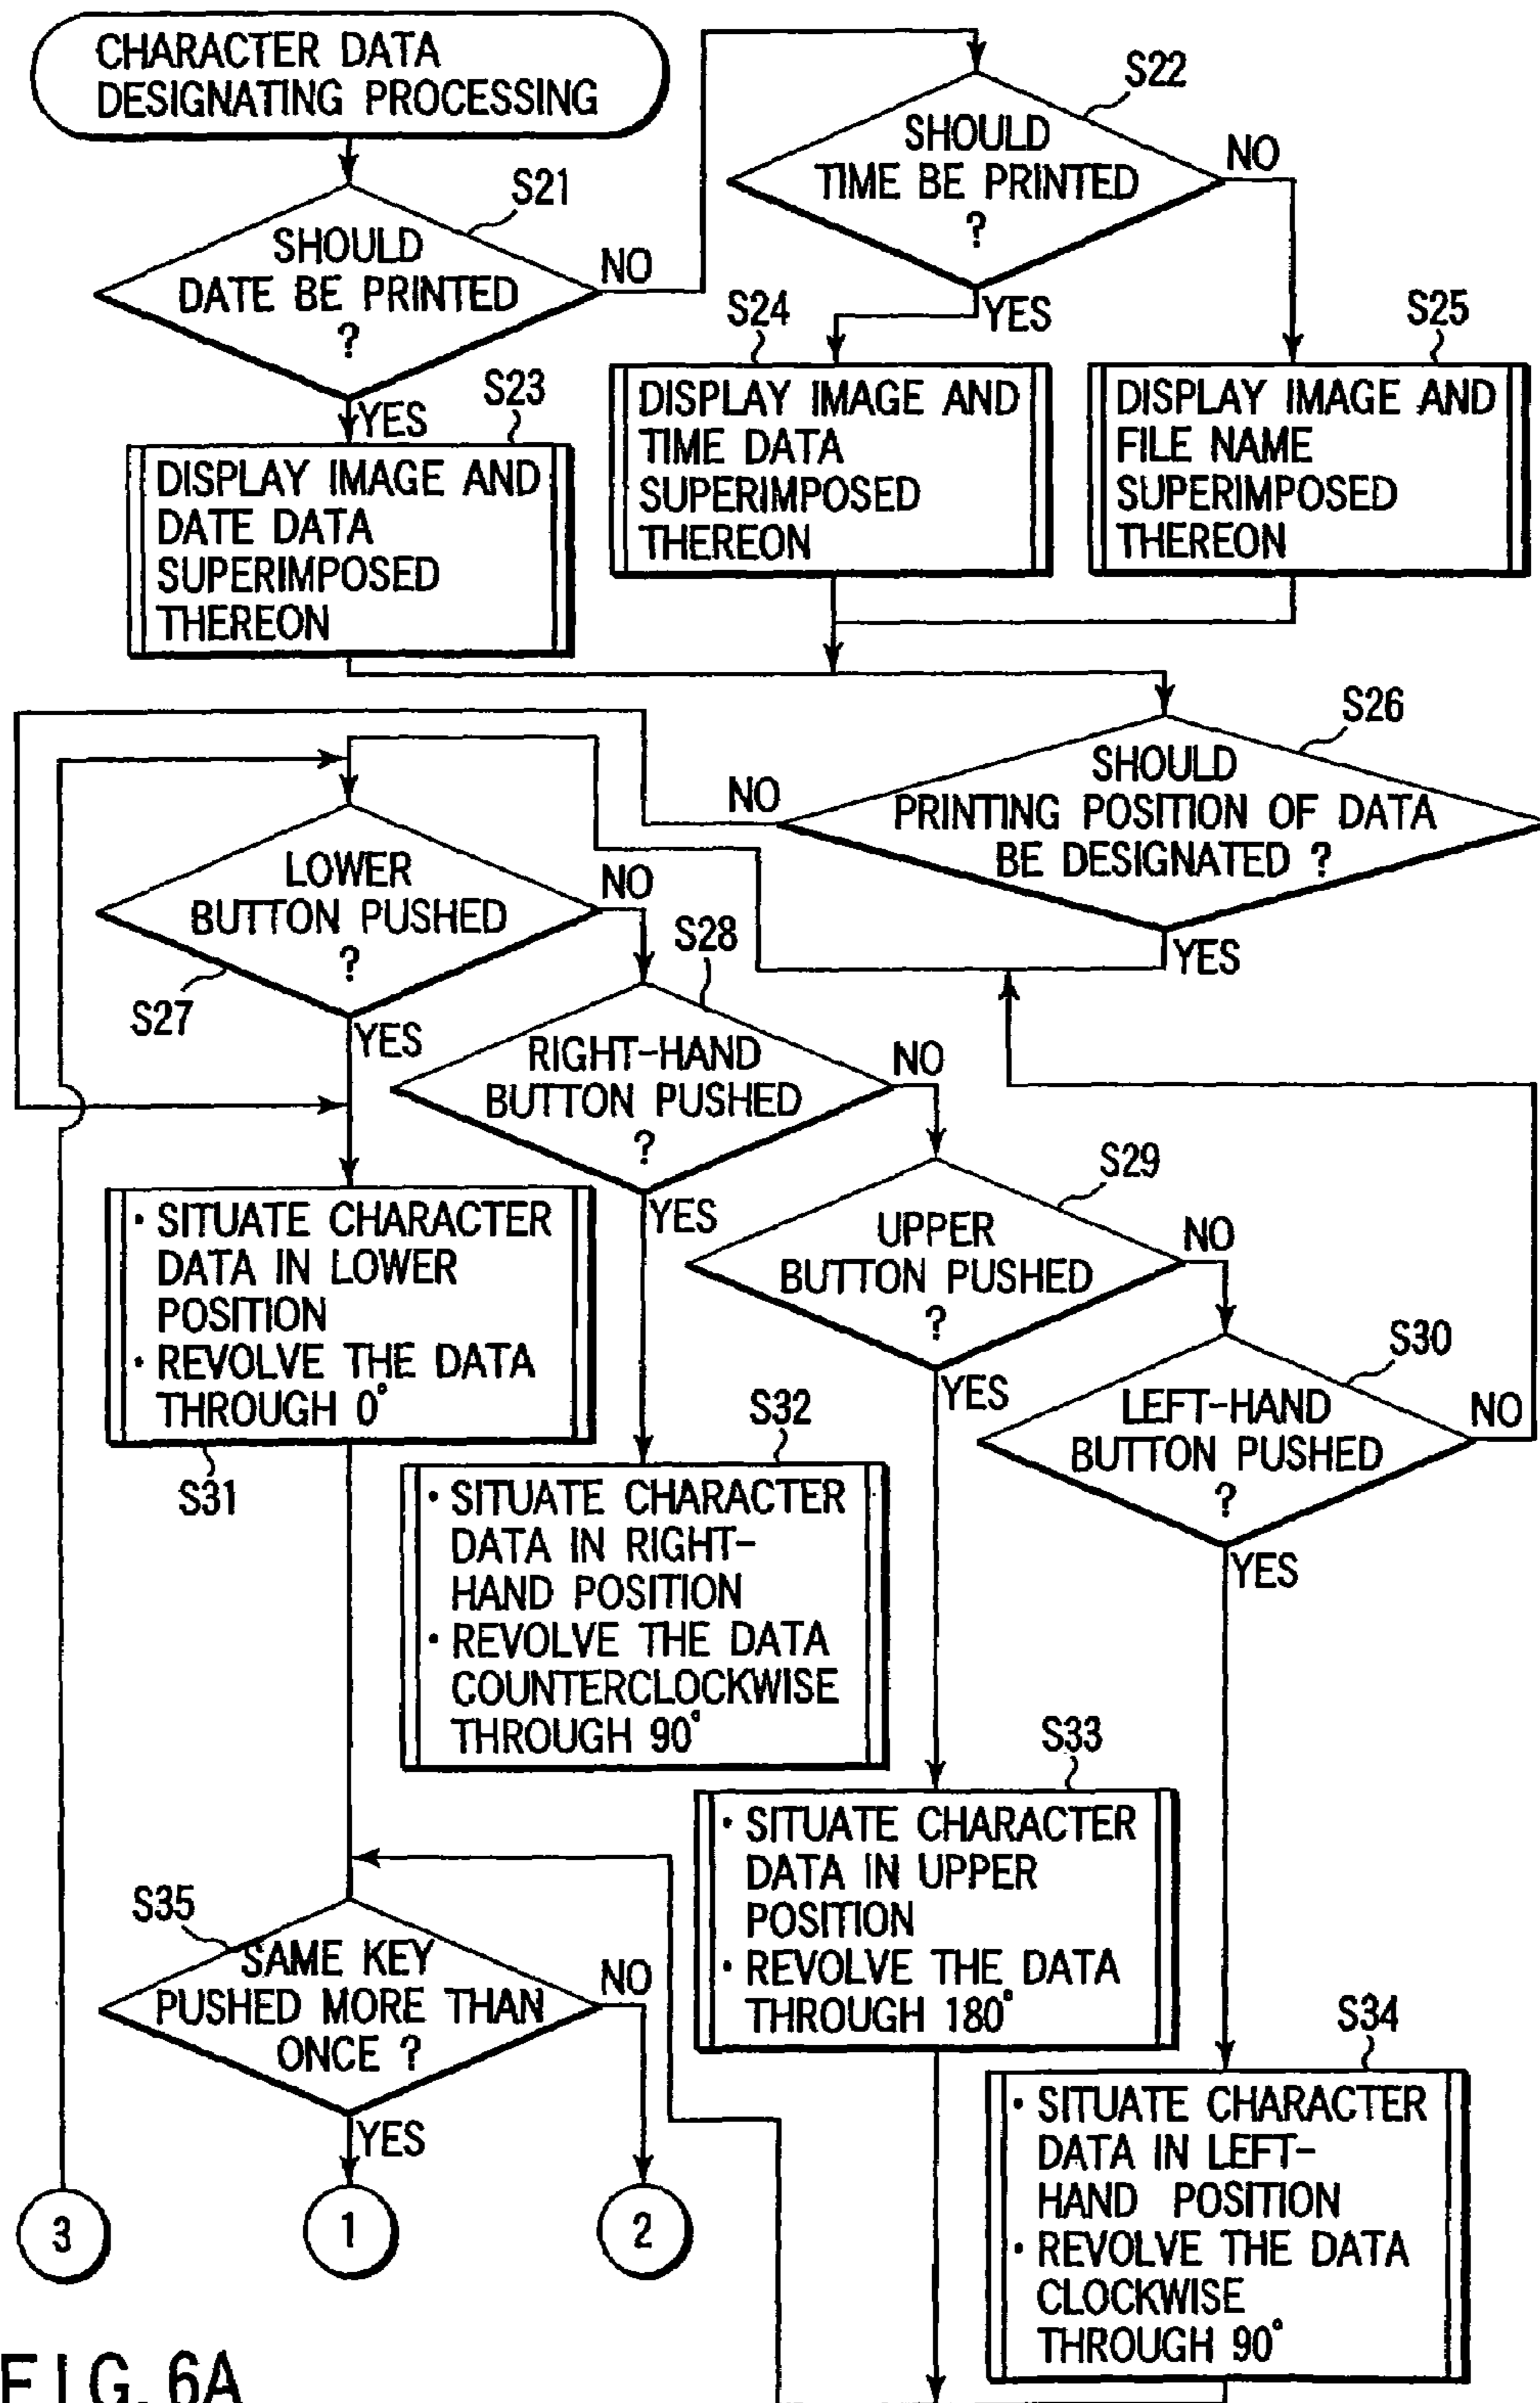 CHARACTER DATA
DESIGNATING PROCESSING
S21
SHOULD
DATE BE PRINTED
?
NO
YES
S22
SHOULD
TIME BE PRINTED
?
NO
YES
S23
DISPLAY IMAGE AND
DATE DATA
SUPERIMPOSED
THEREON
S24
DISPLAY IMAGE AND
TIME DATA
SUPERIMPOSED
THEREON
S25
DISPLAY IMAGE AND
FILE NAME
SUPERIMPOSED
THEREON
S26
SHOULD
PRINTING POSITION OF DATA
BE DESIGNATED ?
NO
YES
LOWER
BUTTON PUSHED
?
NO
S27
YES
S28
RIGHT-HAND
BUTTON PUSHED
?
NO
YES
S29
UPPER
BUTTON PUSHED
?
NO
YES
S30
LEFT-HAND
BUTTON PUSHED
?
NO
YES
· SITUATE CHARACTER
DATA IN LOWER
POSITION
· REVOLVE THE DATA
THROUGH 0°
S31
S32
· SITUATE CHARACTER
DATA IN RIGHT-
HAND POSITION
· REVOLVE THE DATA
COUNTERCLOCKWISE
THROUGH 90°
S33
· SITUATE CHARACTER
DATA IN UPPER
POSITION
· REVOLVE THE DATA
THROUGH 180°
S34
· SITUATE CHARACTER
DATA IN LEFT-
HAND POSITION
· REVOLVE THE DATA
CLOCKWISE
THROUGH 90°
S35
SAME KEY
PUSHED MORE THAN
ONCE ?
NO
YES
3
1
2
FIG. 6A